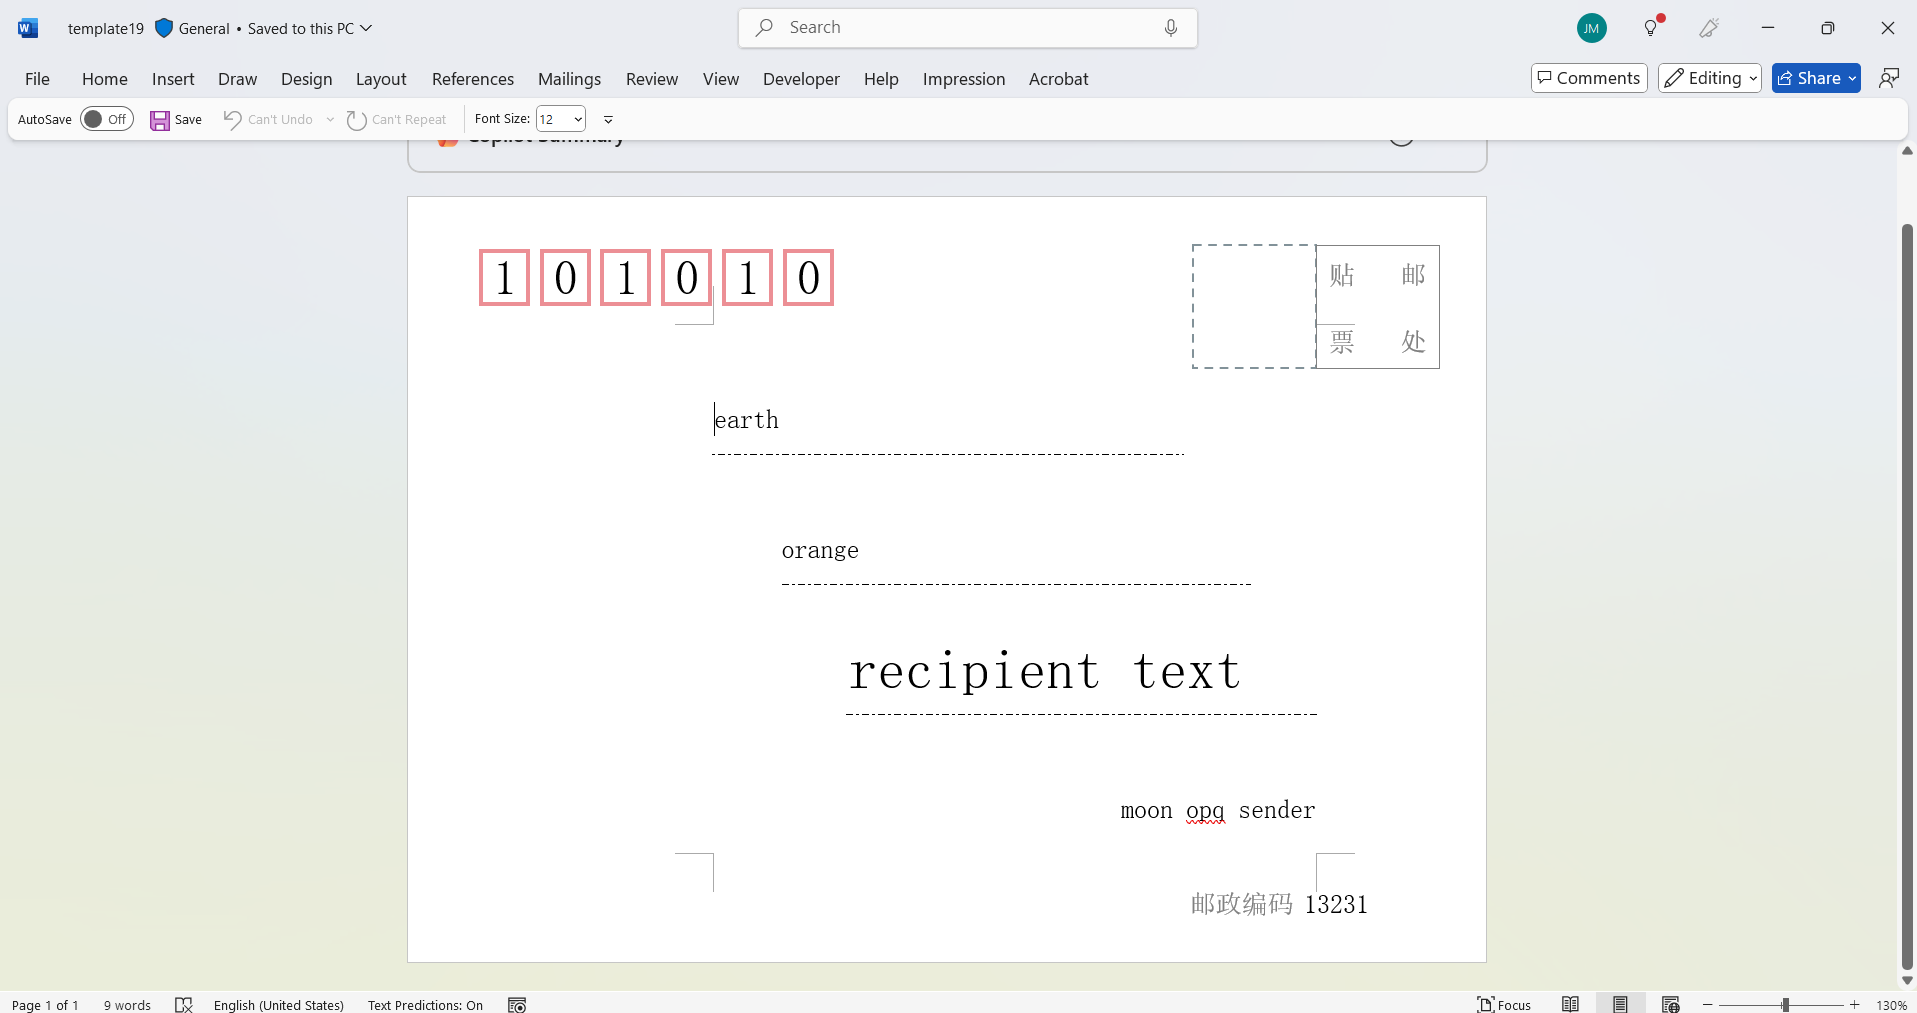 template19 General • Saved to this PC
Search
JM
File Home Insert Draw Design Layout References Mailings Review View Developer Help Impression Acrobat
Comments Editing Share
AutoSave Off Save Can't Undo Can't Repeat Font Size: 12
Copilot Summary
1 0 1 0 1 0
贴 邮
票 处
earth
orange
recipient text
moon opq sender
邮政编码 13231
Page 1 of 1 9 words English (United States) Text Predictions: On Focus 130%